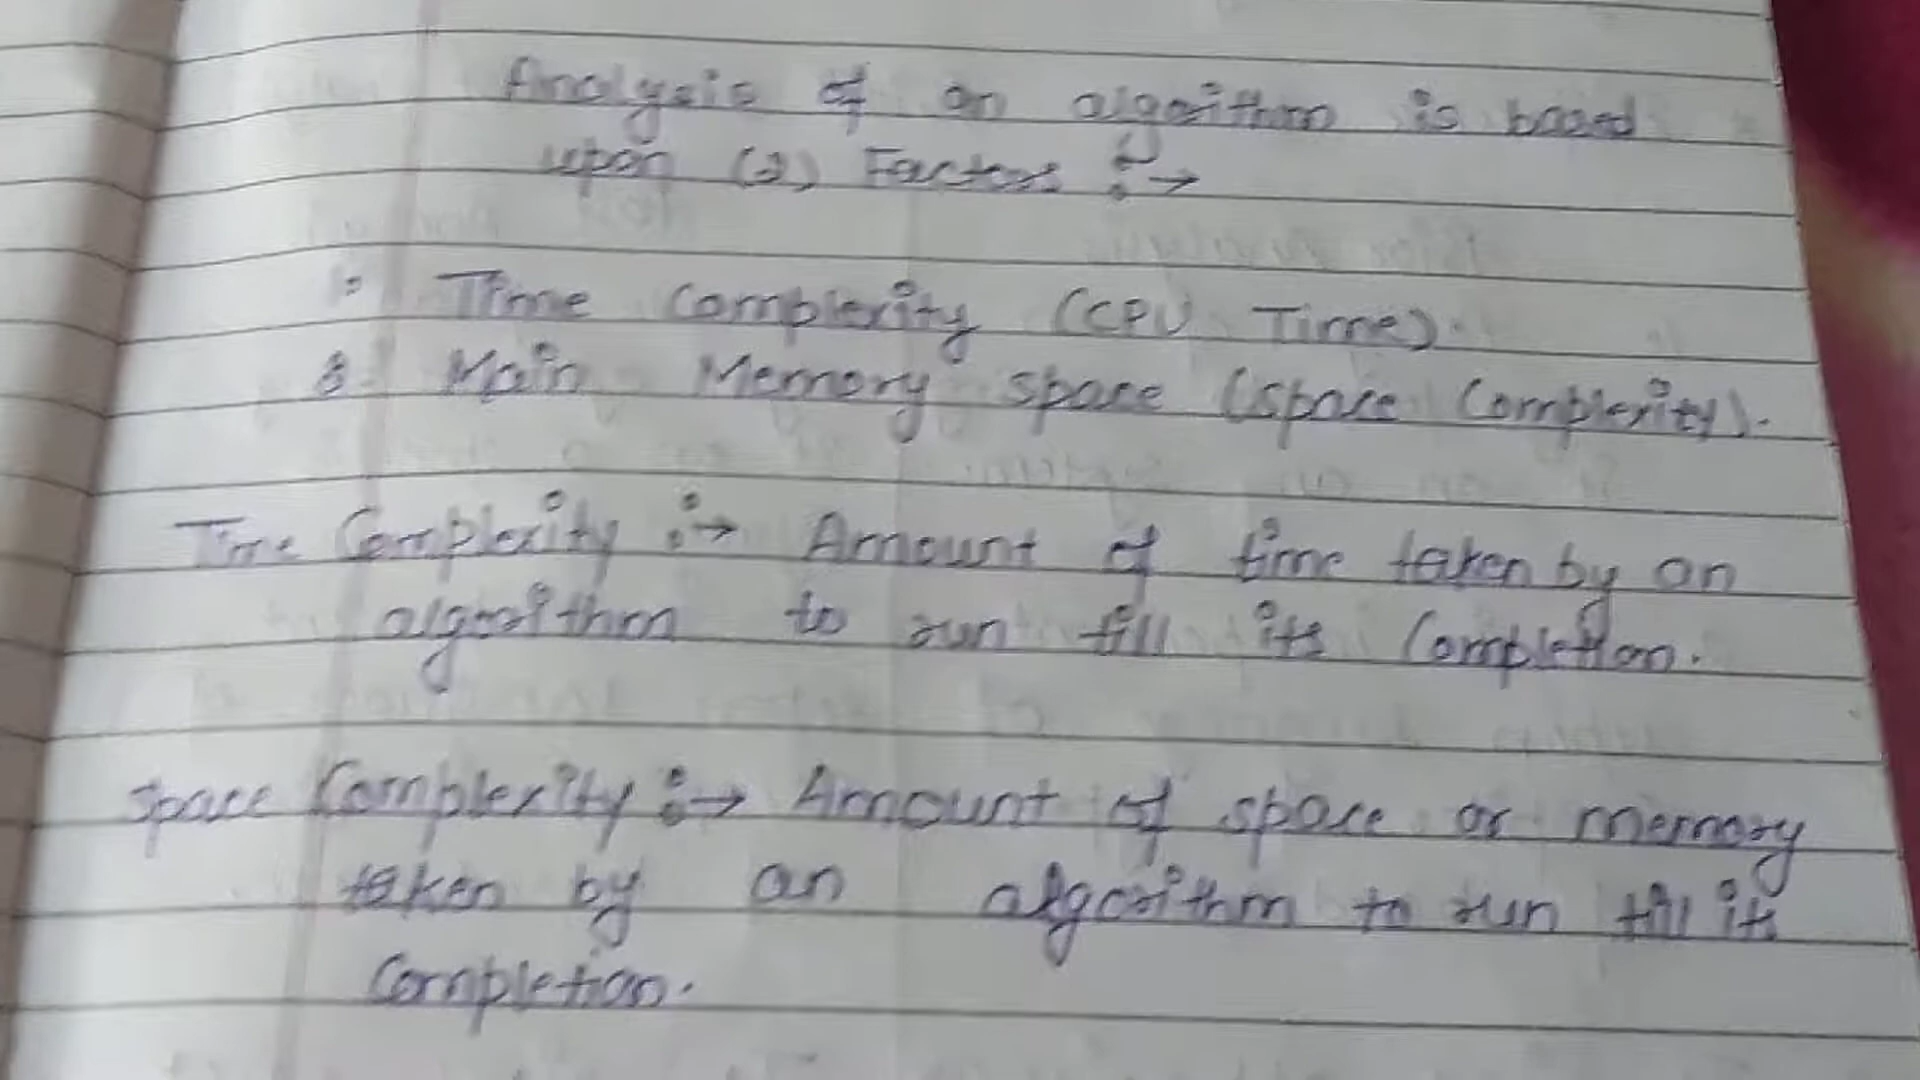 Analysis of an algorithm is based
upon (2) Factors :→
1. Time Complexity (CPU Time).
2. Main Memory space (space Complexity).
Time Complexity :→ Amount of time taken by an
algorithm to run till its Completion.
Space Complexity :→ Amount of space or memory
taken by an algorithm to run till its
Completion.